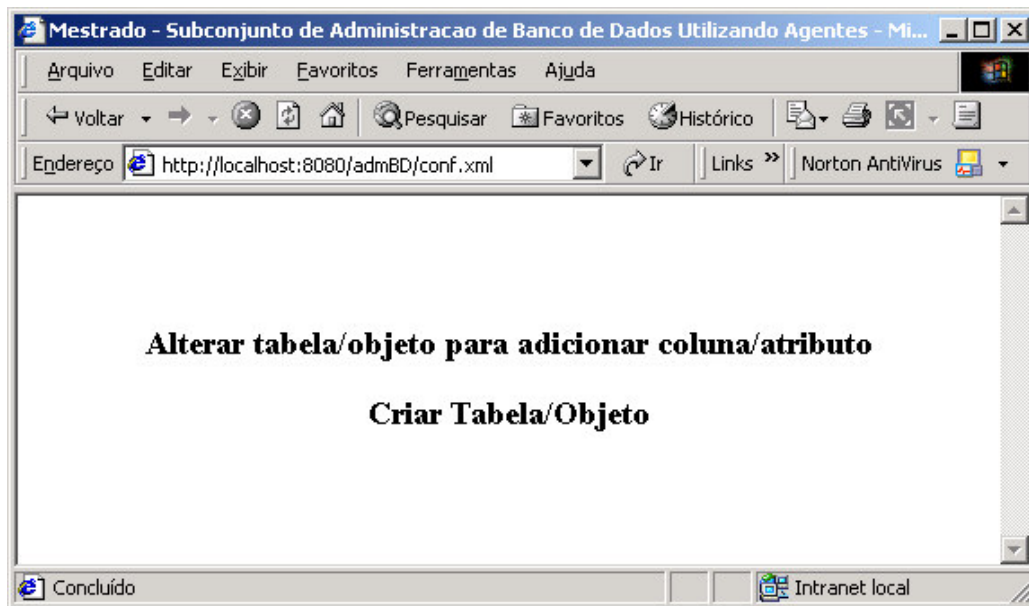 Mestrado - Subconjunto de Administracao de Banco de Dados Utilizando Agentes - Mi...
Arquivo Editar Exibir Favoritos Ferramentas Ajuda
Voltar Pesquisar Favoritos Histórico
Endereço http://localhost:8080/admBD/conf.xml Ir Links » Norton AntiVirus
Alterar tabela/objeto para adicionar coluna/atributo
Criar Tabela/Objeto
Concluído Intranet local